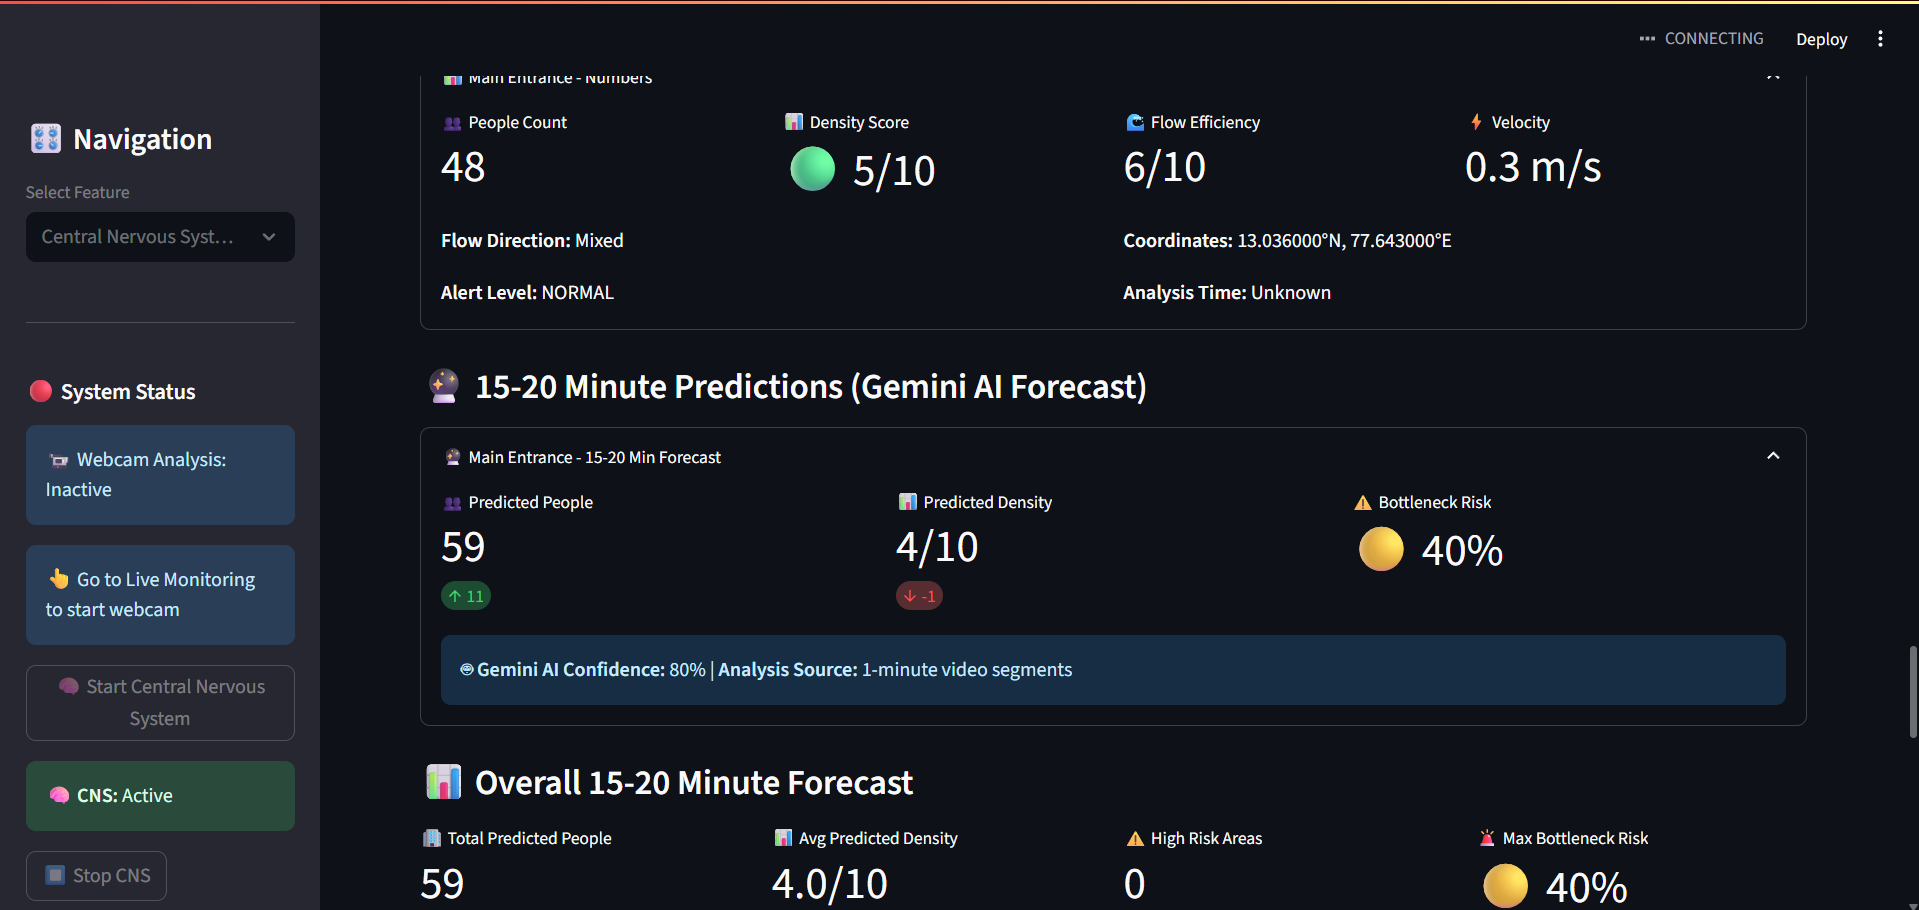 CONNECTING
Deploy
Navigation
Select Feature
Central Nervous Syst...
System Status
Webcam Analysis:
Inactive
Go to Live Monitoring
to start webcam
Start Central Nervous
System
CNS: Active
Stop CNS
Main Entrance - Numbers
People Count
Density Score
Flow Efficiency
Velocity
48
5/10
6/10
0.3 m/s
Flow Direction: Mixed
Coordinates: 13.036000°N, 77.643000°E
Alert Level: NORMAL
Analysis Time: Unknown
15-20 Minute Predictions (Gemini AI Forecast)
Main Entrance - 15-20 Min Forecast
Predicted People
Predicted Density
Bottleneck Risk
59
4/10
40%
↑ 11
↓ -1
Gemini AI Confidence: 80% | Analysis Source: 1-minute video segments
Overall 15-20 Minute Forecast
Total Predicted People
Avg Predicted Density
High Risk Areas
Max Bottleneck Risk
59
4.0/10
0
40%